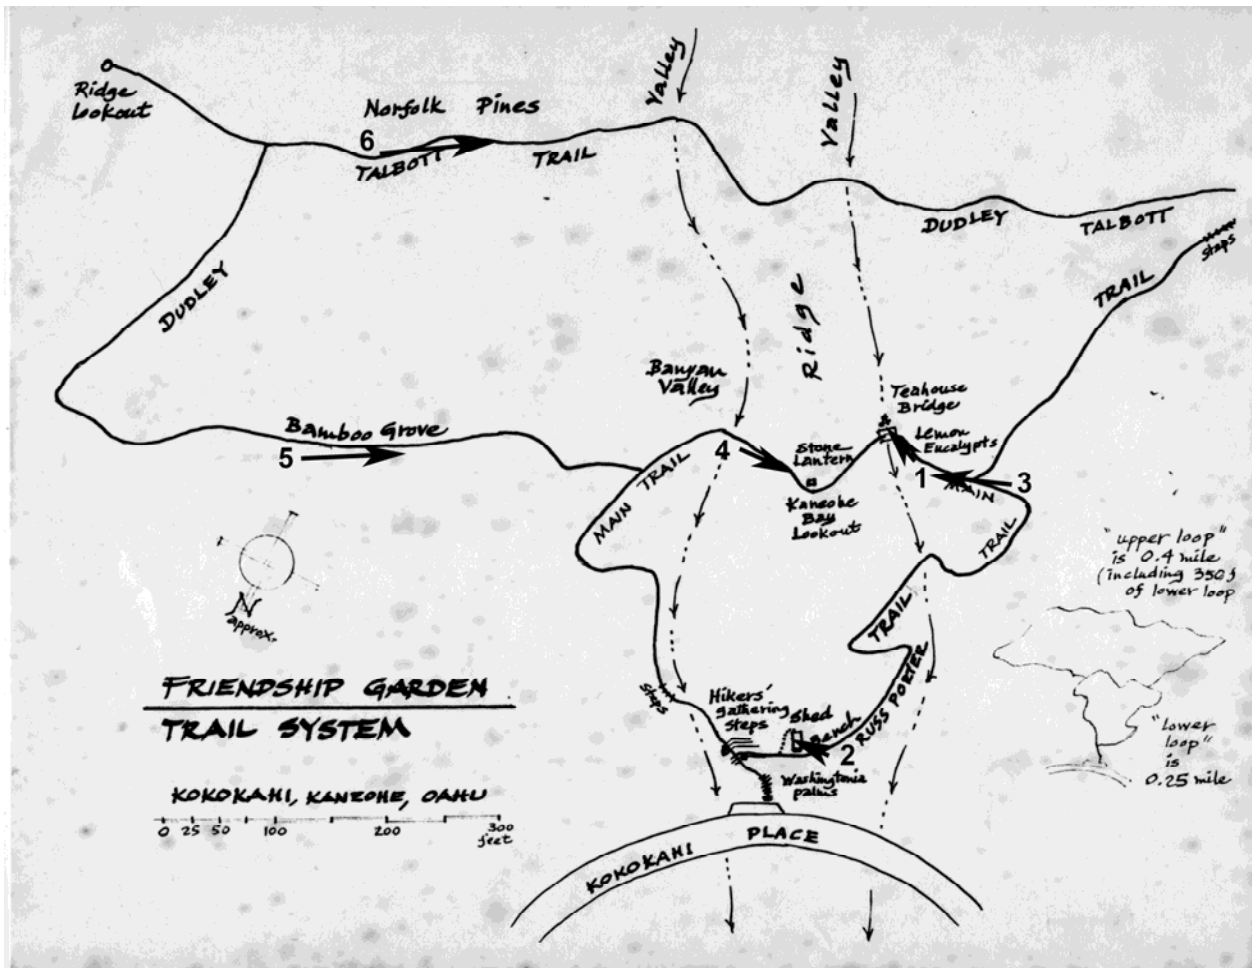 Ridge
Lookout
Norfolk Pines
Valley
Valley
6
TALBOTT
TRAIL
DUDLEY
TALBOTT
steps
TRAIL
DUDLEY
Ridge
Banyan
Valley
Teahouse
Bridge
Lemon
Eucalypts
Bamboo Grove
5
4
Stone
Lantern
1
3
MAIN
TRAIL
MAIN TRAIL
Kaneohe
Bay
Lookout
"upper loop"
is 0.4 mile
(including 350 f
of lower loop
N
approx.
TRAIL
RUSS PORTER
FRIENDSHIP GARDEN
TRAIL SYSTEM
Steps
Hikers'
gathering
steps
Shed
Bench
2
Washingtonia
palms
"Lower
loop"
is
0.25 mile
KOKOKAHI, KANEOHE, OAHU
0 25 50 100 200 300
feet
KOKOKAHI PLACE